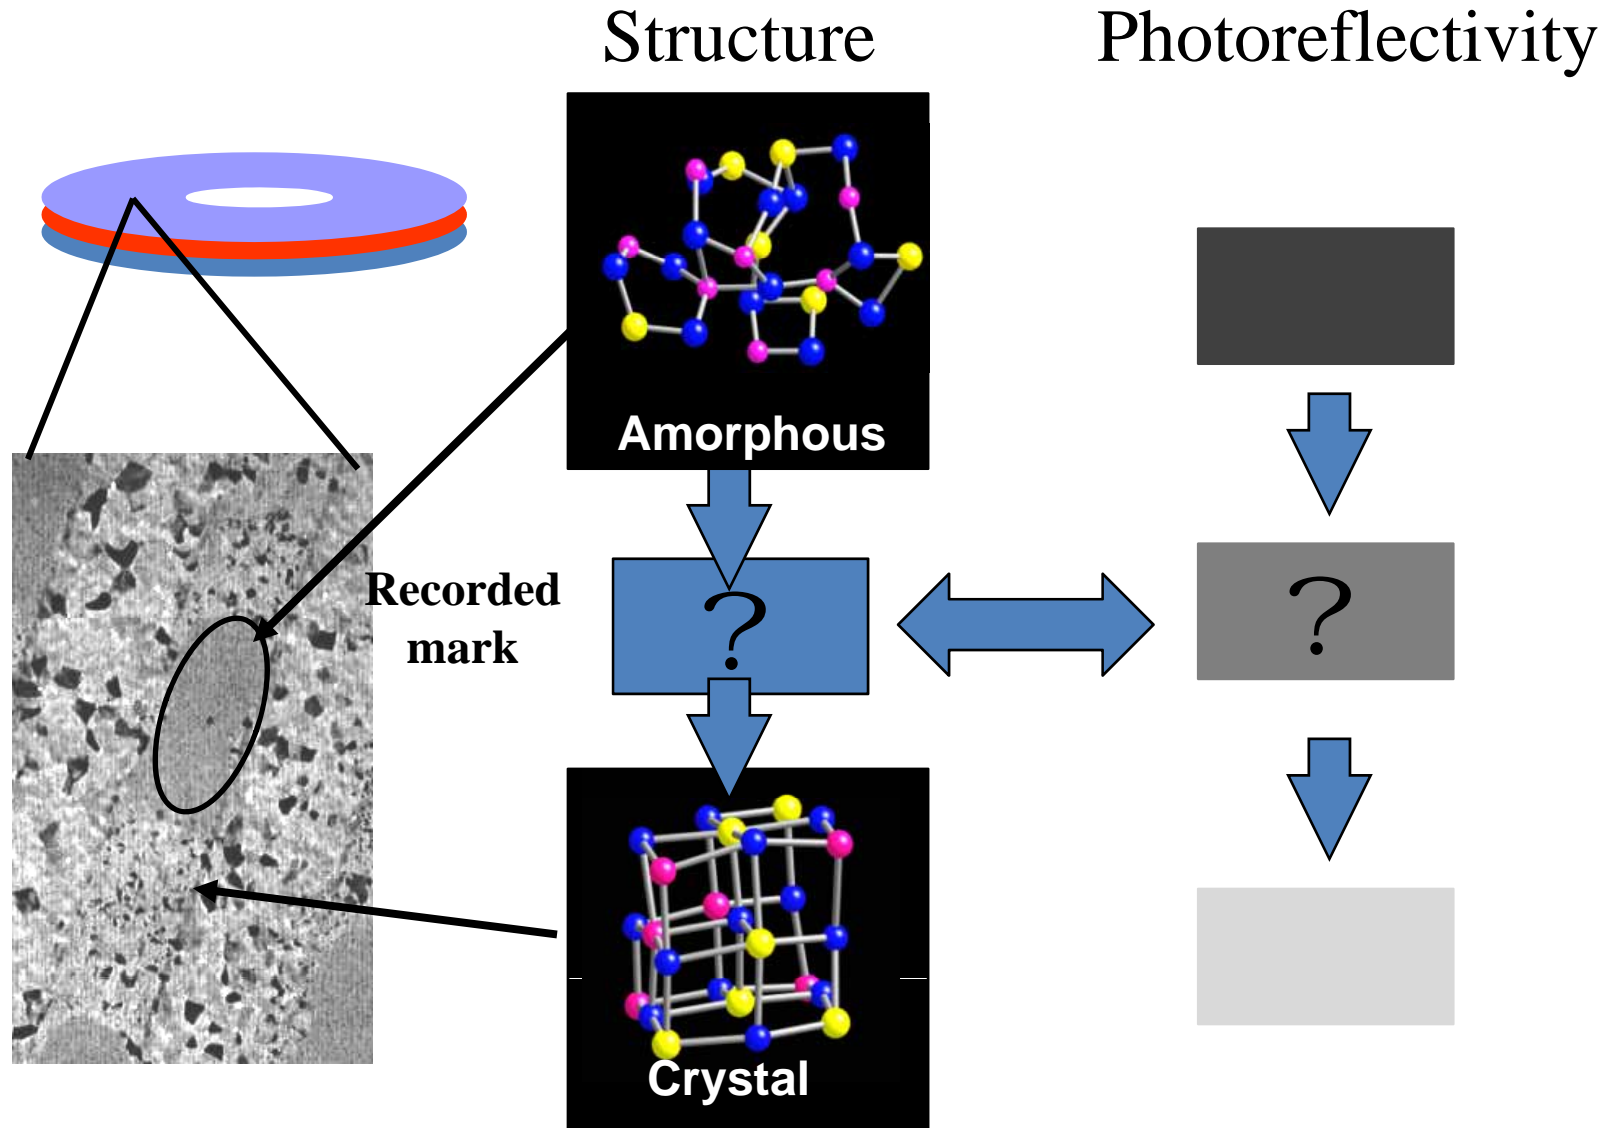 Structure
Photoreflectivity
Amorphous
Recorded
mark
?
?
Crystal